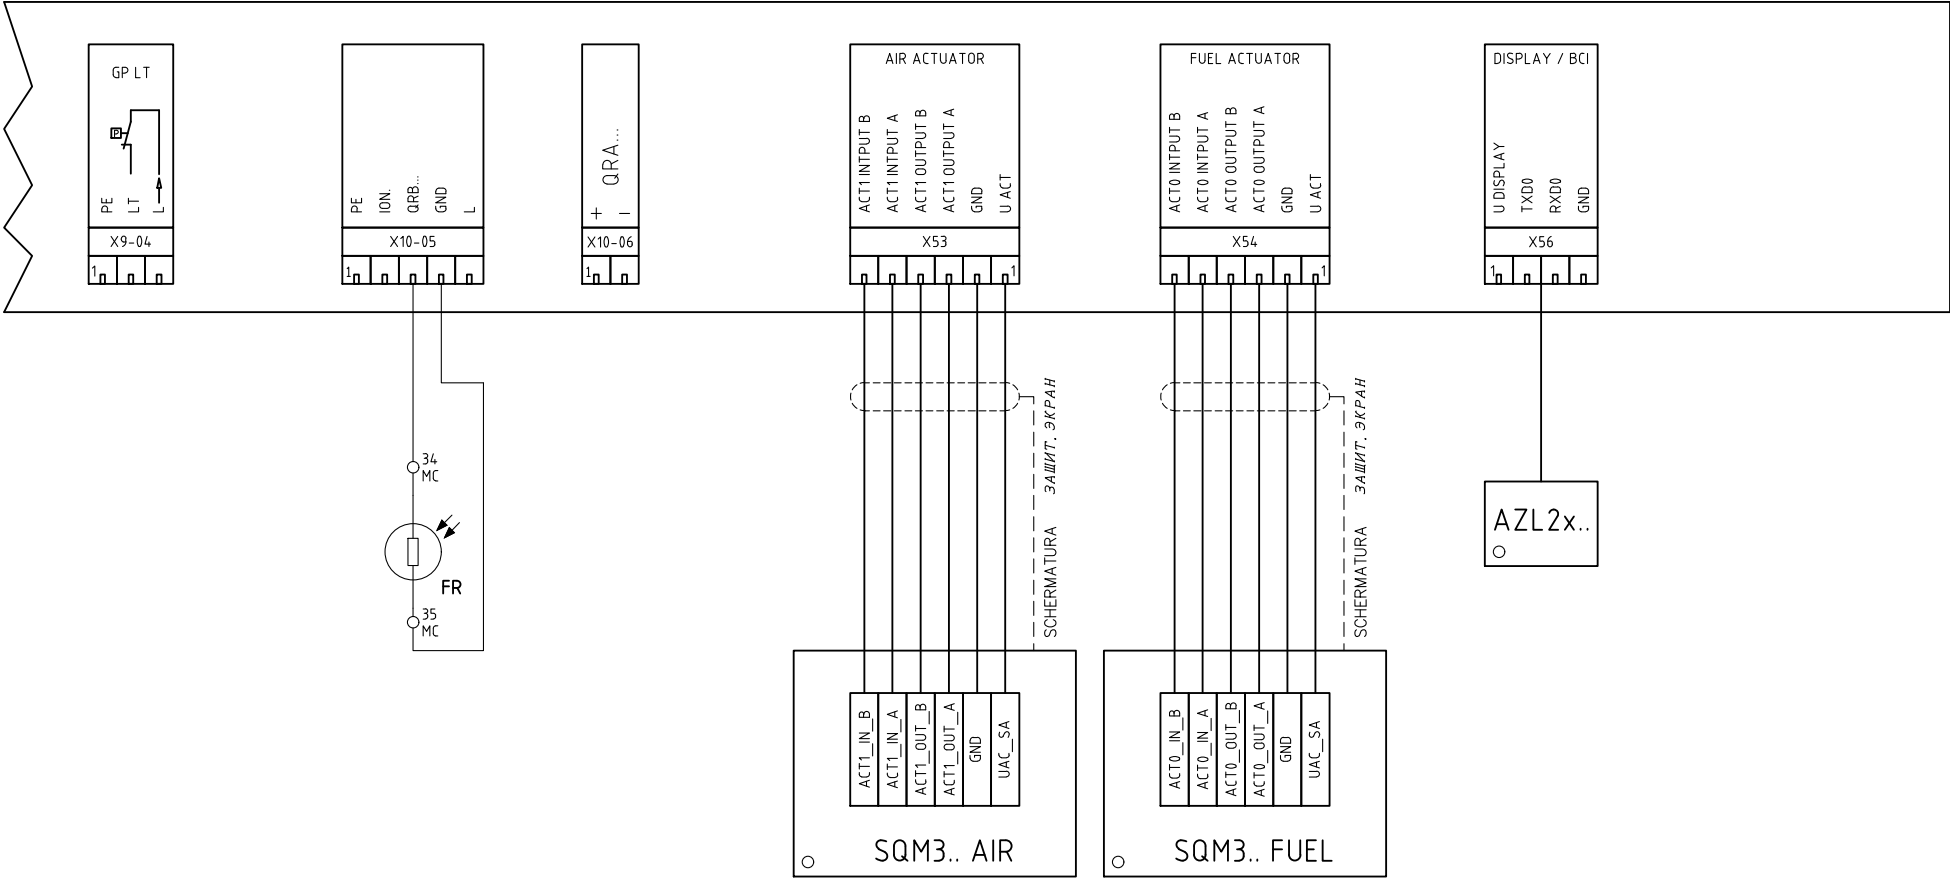 GP LT
P
PE
LT
L
X9-04
1
PE
ION.
QRB...
GND
L
X10-05
1
QRA...
+
–
X10-06
1
AIR ACTUATOR
ACT1 INTPUT B
ACT1 INTPUT A
ACT1 OUTPUT B
ACT1 OUTPUT A
GND
U ACT
X53
1
FUEL ACTUATOR
ACT0 INTPUT B
ACT0 INTPUT A
ACT0 OUTPUT B
ACT0 OUTPUT A
GND
U ACT
X54
1
DISPLAY / BCI
U DISPLAY
TXD0
RXD0
GND
X56
1
34
MC
FR
35
MC
SCHERMATURA ЗАЩИТ. ЭКРАН
SCHERMATURA ЗАЩИТ. ЭКРАН
AZL2x..
ACT1_IN_B
ACT1_IN_A
ACT1_OUT_B
ACT1_OUT_A
GND
UAC_SA
SQM3.. AIR
ACT0_IN_B
ACT0_IN_A
ACT0_OUT_B
ACT0_OUT_A
GND
UAC_SA
SQM3.. FUEL